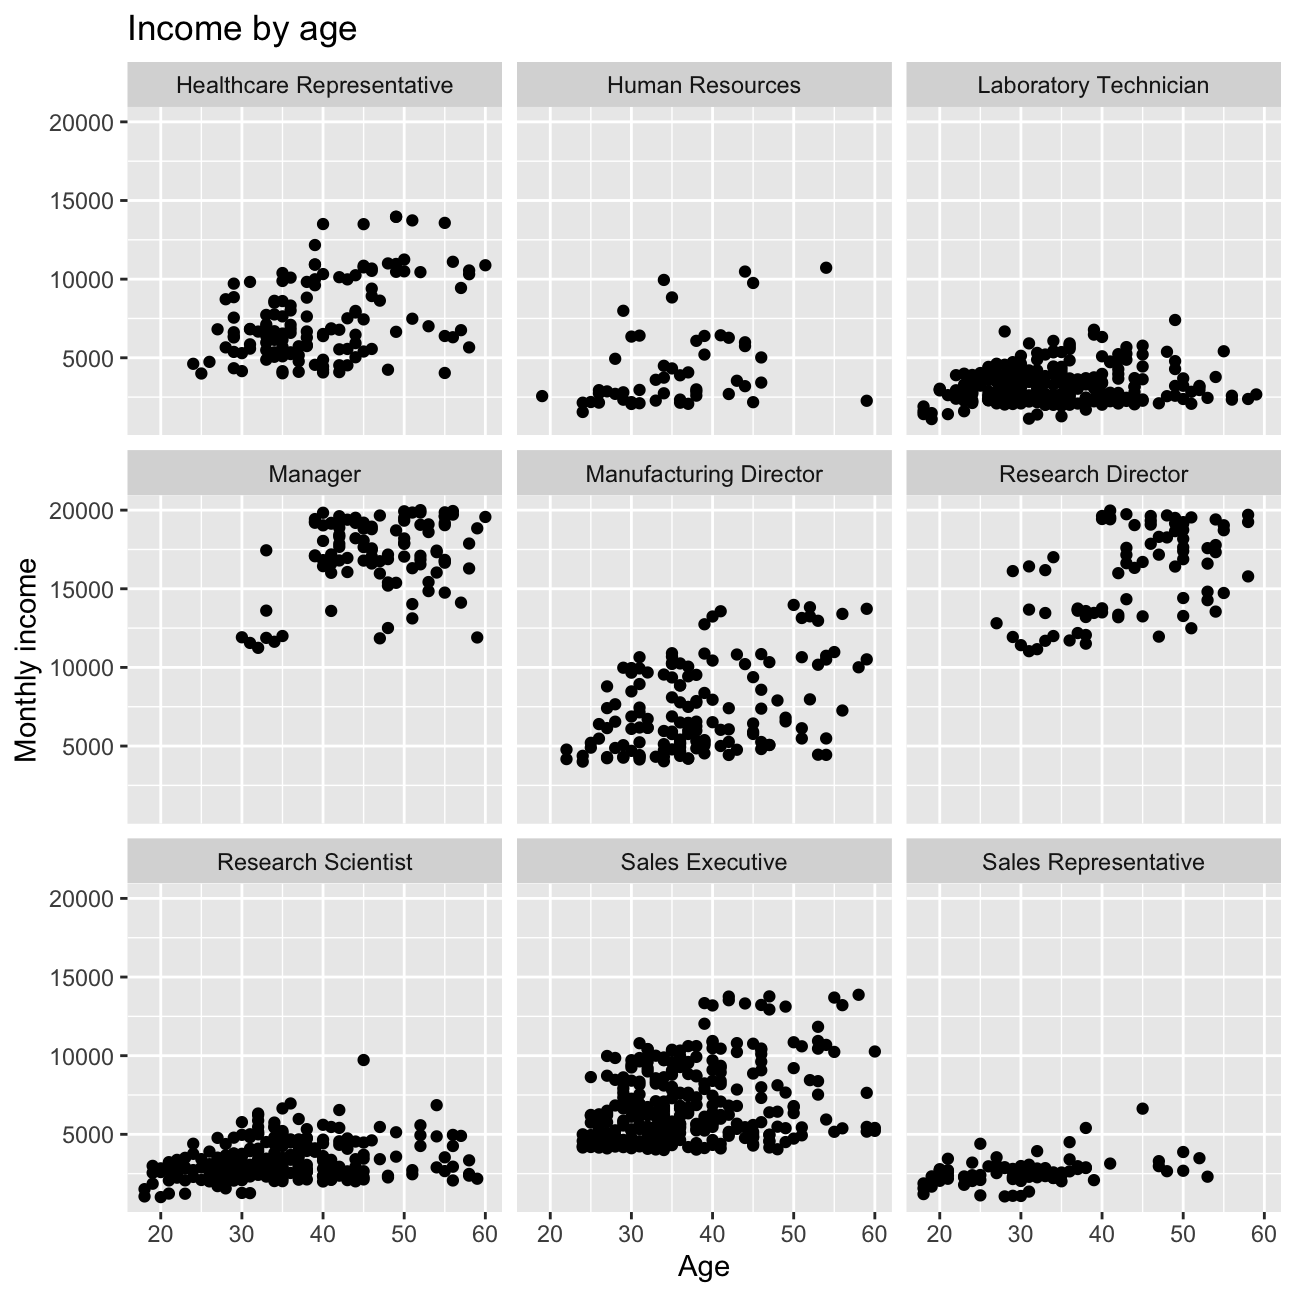 Income by age
Healthcare Representative
Human Resources
Laboratory Technician
20000
15000
10000
5000
Manager
Manufacturing Director
Research Director
20000
15000
10000
5000
Monthly income
Research Scientist
Sales Executive
Sales Representative
20000
15000
10000
5000
20 30 40 50 60 20 30 40 50 60 20 30 40 50 60
Age